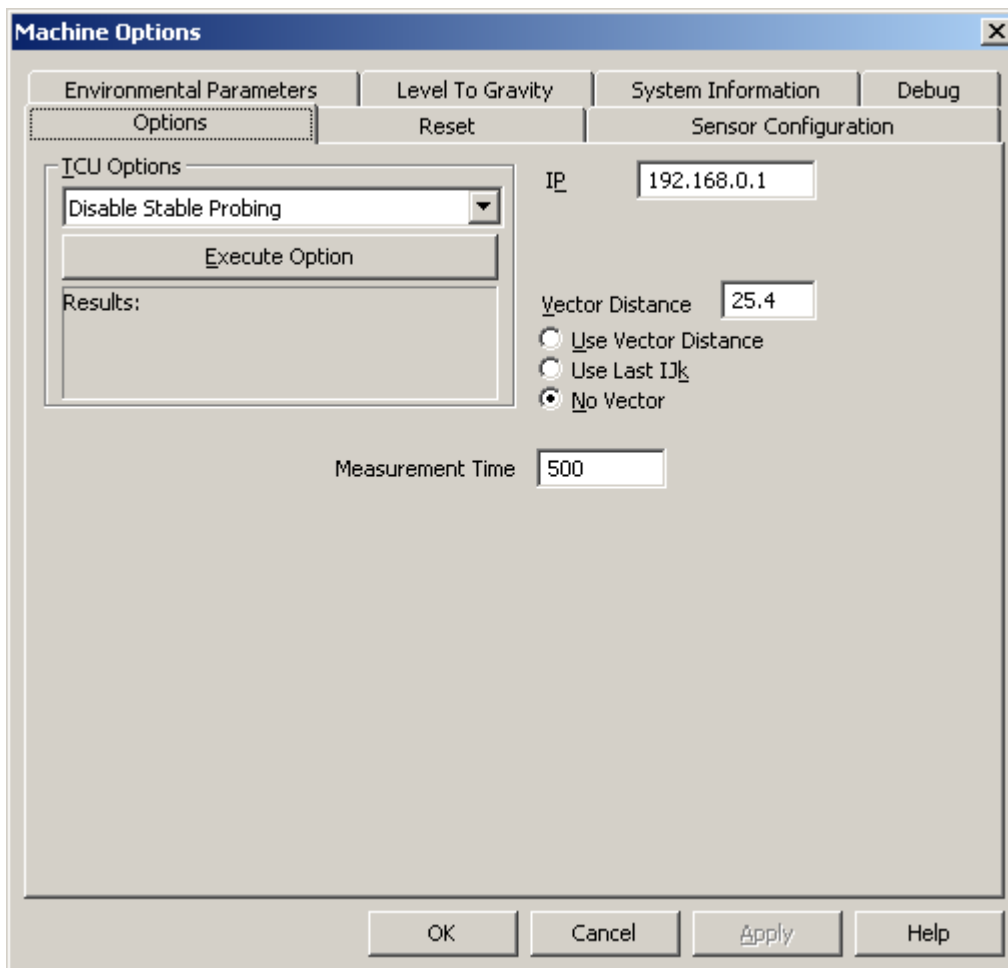 Machine Options
Environmental Parameters Level To Gravity System Information Debug
Options Reset Sensor Configuration
TCU Options
Disable Stable Probing
Execute Option
Results:
IP 192.168.0.1
Vector Distance 25.4
Use Vector Distance
Use Last IJk
No Vector
Measurement Time 500
OK Cancel Apply Help